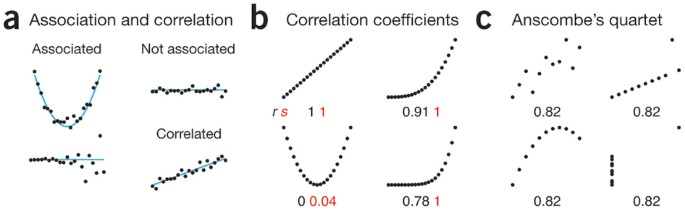 a Association and correlation
Associated
Not associated
Correlated
b Correlation coefficients
r s 1 1
0.91 1
0 0.04
0.78 1
c Anscombe’s quartet
0.82
0.82
0.82
0.82